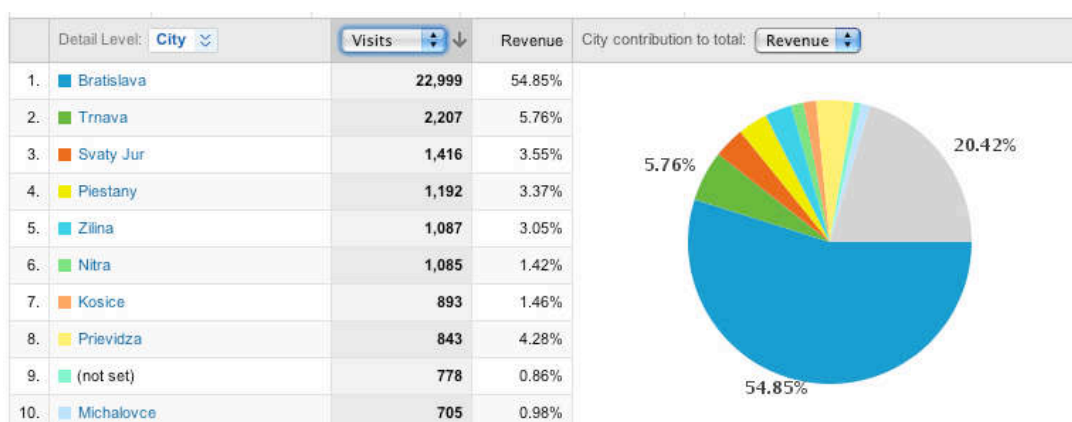 Detail Level: City Visits Revenue City contribution to total: Revenue
1. Bratislava 22,999 54.85%
2. Trnava 2,207 5.76%
3. Svaty Jur 1,416 3.55%
4. Piestany 1,192 3.37%
5. Zilina 1,087 3.05%
6. Nitra 1,085 1.42%
7. Kosice 893 1.46%
8. Prievidza 843 4.28%
9. (not set) 778 0.86%
10. Michalovce 705 0.98%
20.42%
5.76%
54.85%